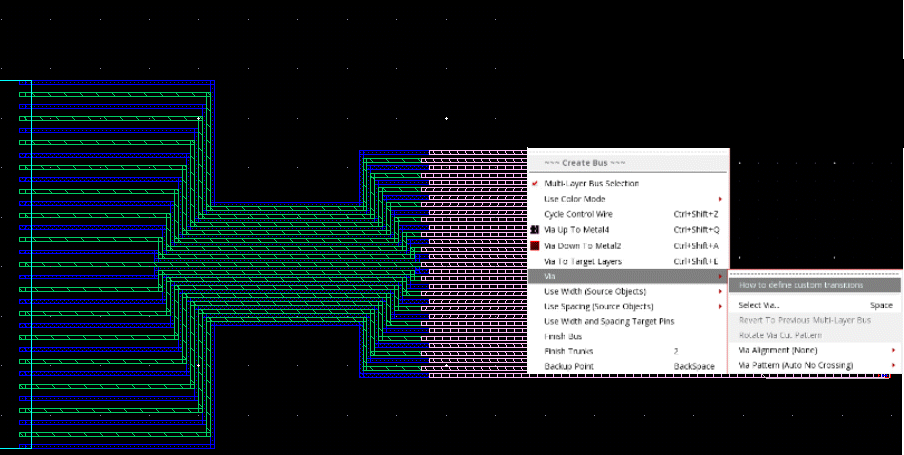 ~~~ Create Bus ~~~
Multi-Layer Bus Selection
Use Color Mode
Cycle Control Wire Ctrl+Shift+Z
Via Up To Metal4 Ctrl+Shift+Q
Via Down To Metal2 Ctrl+Shift+A
Via To Target Layers Ctrl+Shift+L
Via
How to define custom transitions
Use Width (Source Objects)
Select Via... Space
Use Spacing (Source Objects)
Revert To Previous Multi-Layer Bus
Use Width and Spacing Target Pins
Rotate Via Cut Pattern
Finish Bus
Via Alignment (None)
Finish Trunks 2
Via Pattern (Auto No Crossing)
Backup Point BackSpace